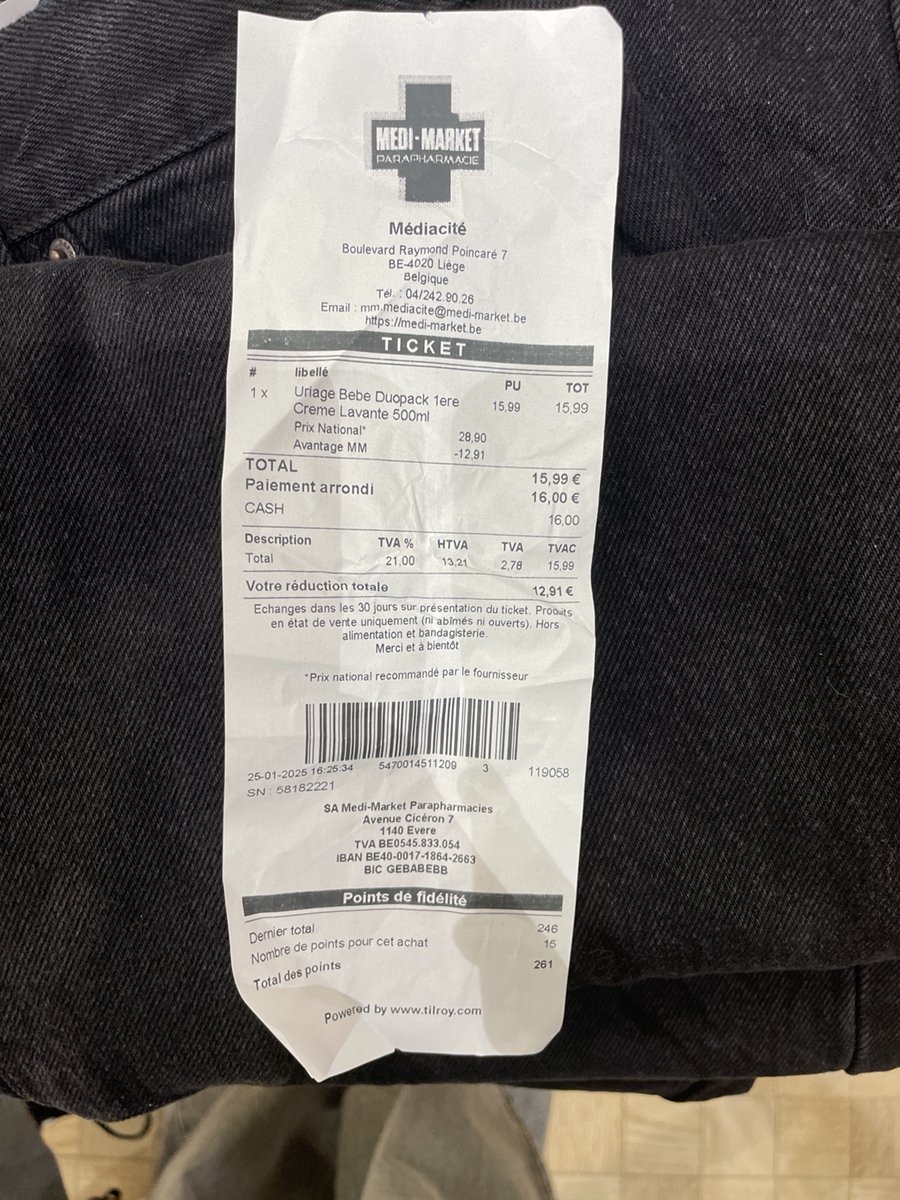 MEDI-MARKET
PARAPHARMACIE
Médiacité
Boulevard Raymond Poincaré 7
BE-4020 Liège
Belgique
Tél. : 04/242.90.26
Email : mm.mediacite@medi-market.be
https://medi-market.be
TICKET
# libellé PU TOT
1 x Uriage Bebe Duopack 1ere 15,99 15,99
Creme Lavante 500ml
Prix National* 28,90
Avantage MM -12,91
TOTAL 15,99 €
Paiement arrondi 16,00 €
CASH 16,00
Description TVA % HTVA TVA TVAC
Total 21,00 13,21 2,78 15,99
Votre réduction totale 12,91 €
Echanges dans les 30 jours sur présentation du ticket. Produits
en état de vente uniquement (ni abîmés ni ouverts). Hors
alimentation et bandagisterie.
Merci et à bientôt
*Prix national recommandé par le fournisseur
25-01-2025 16:25:34 5470014511209 3 119058
SN : 58182221
SA Medi-Market Parapharmacies
Avenue Cicéron 7
1140 Evere
TVA BE0545.833.054
IBAN BE40-0017-1864-2663
BIC GEBABEBB
Points de fidélité
Dernier total 246
Nombre de points pour cet achat 15
Total des points 261
Powered by www.tilroy.com